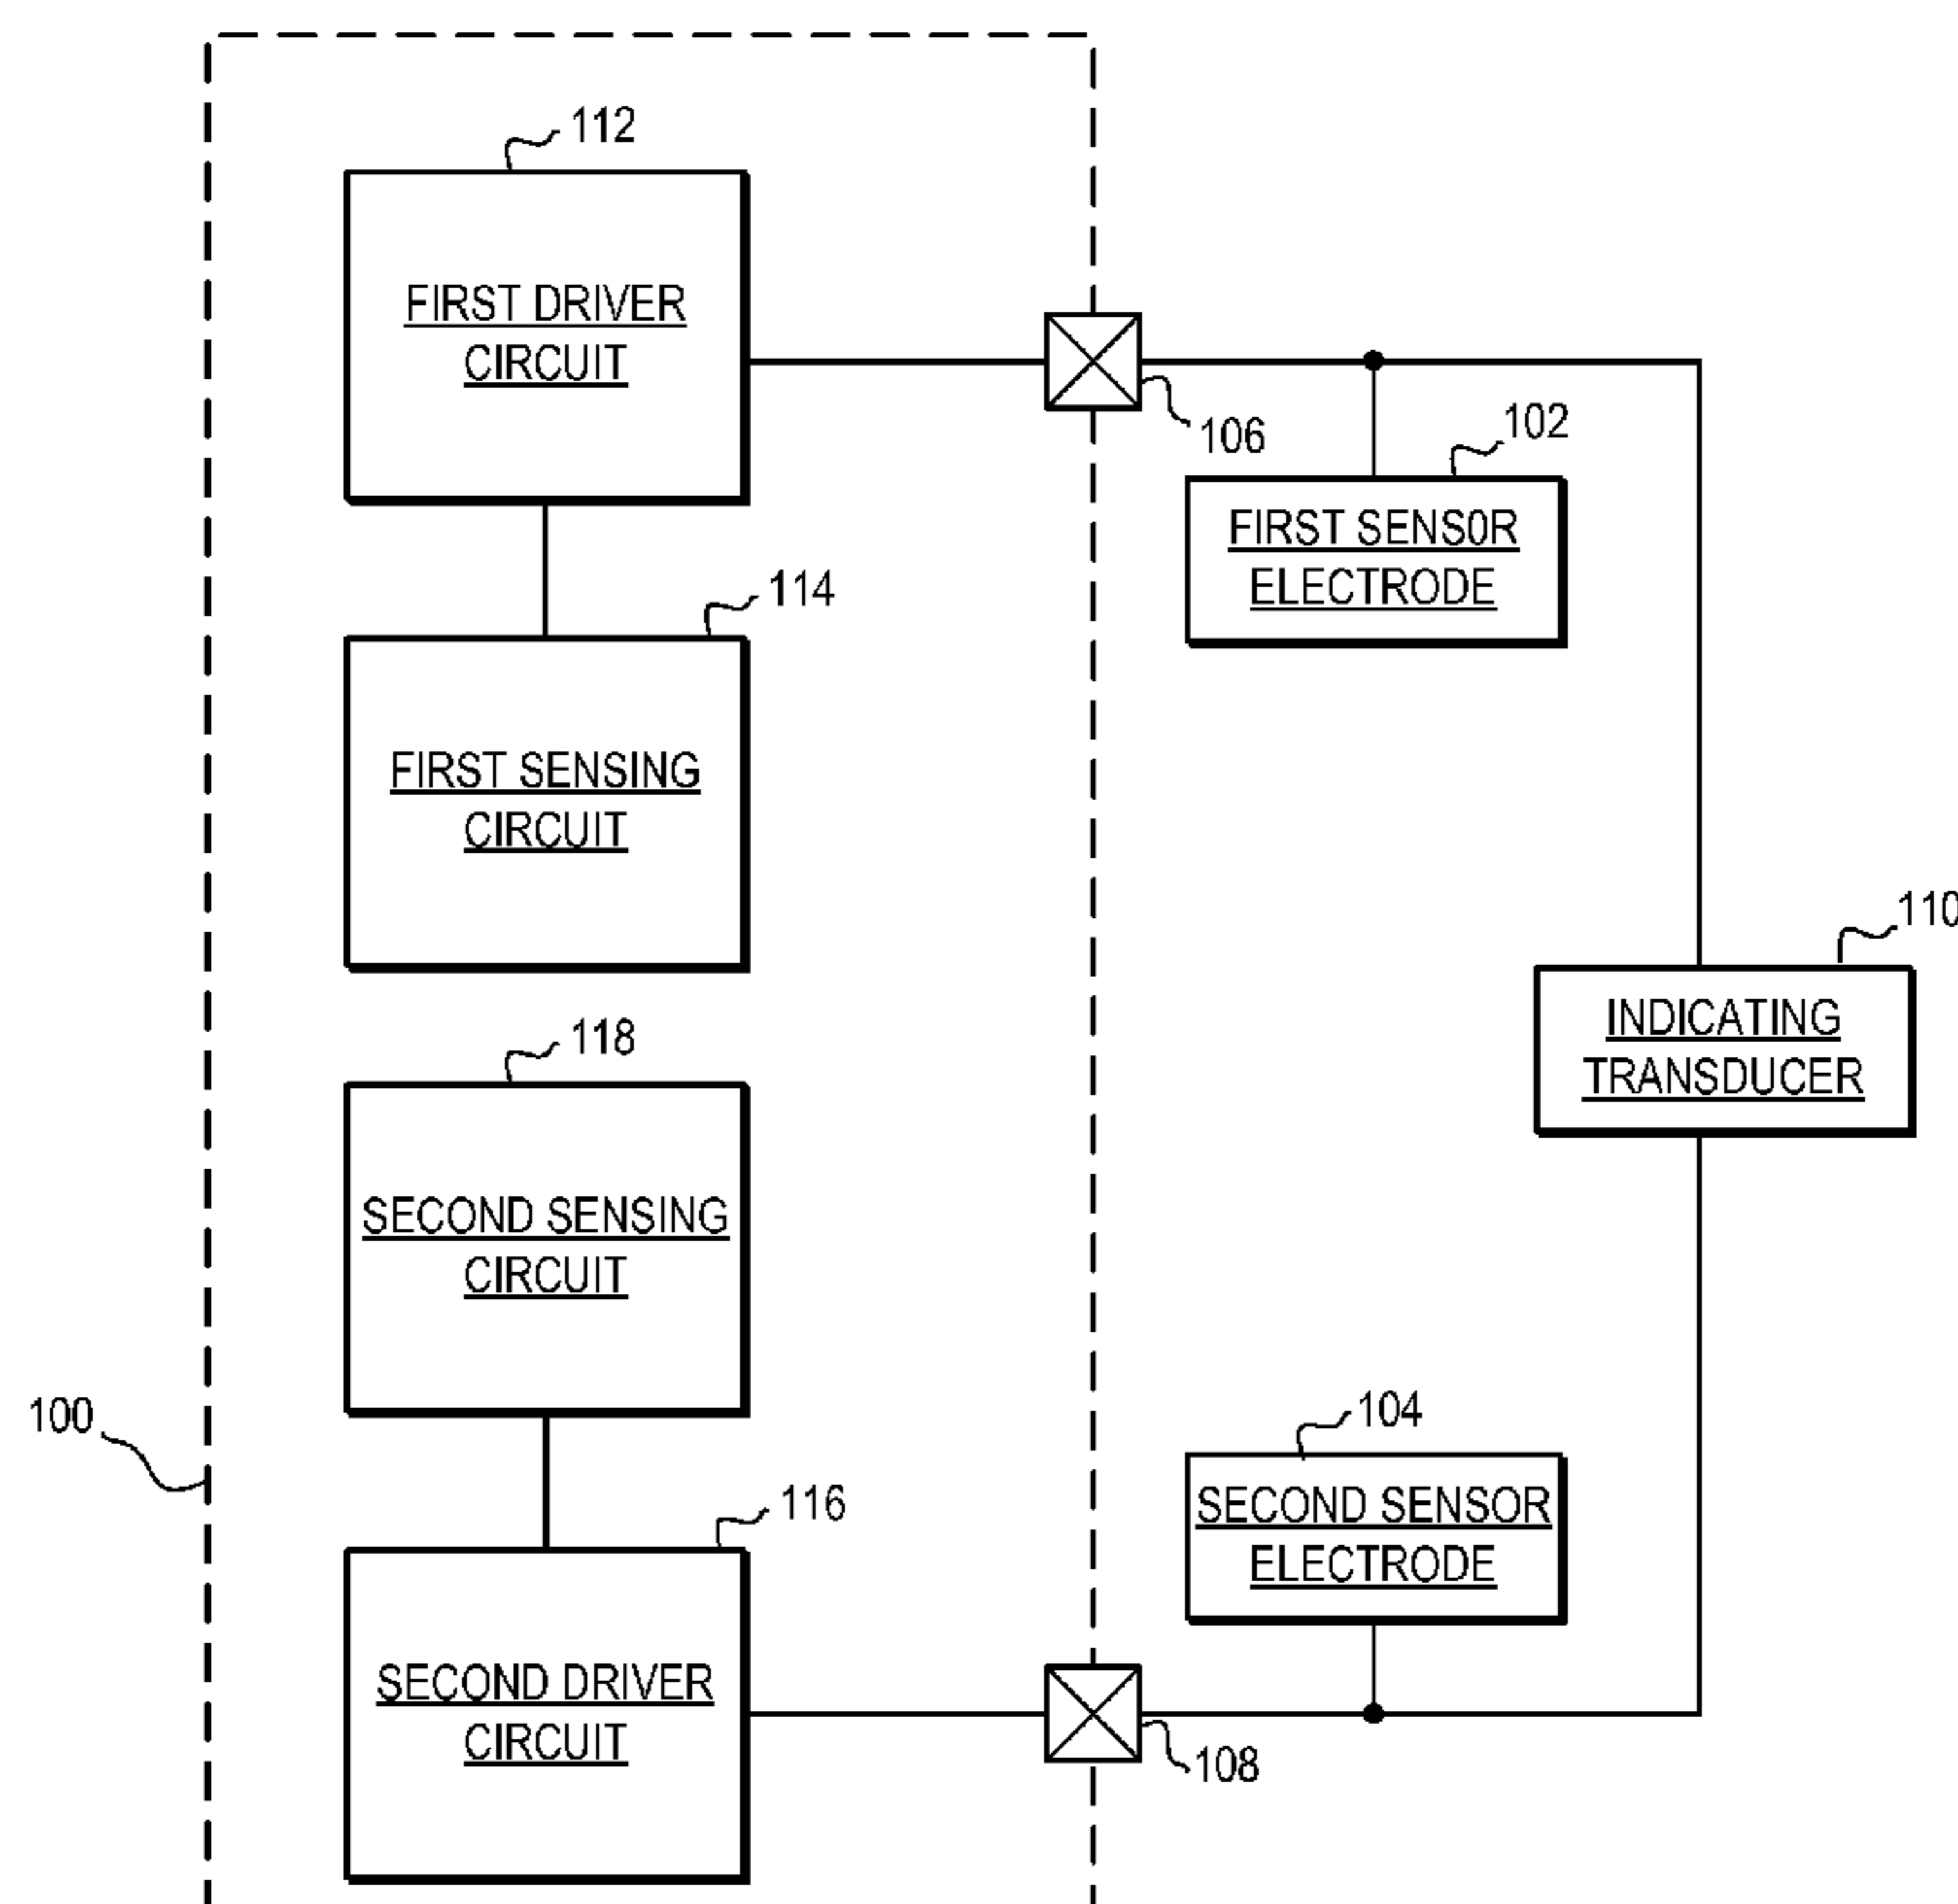 112
FIRST DRIVER
CIRCUIT
106
102
FIRST SENSOR
ELECTRODE
114
FIRST SENSING
CIRCUIT
110
INDICATING
TRANSDUCER
118
SECOND SENSING
CIRCUIT
100
104
SECOND SENSOR
ELECTRODE
116
SECOND DRIVER
CIRCUIT
108